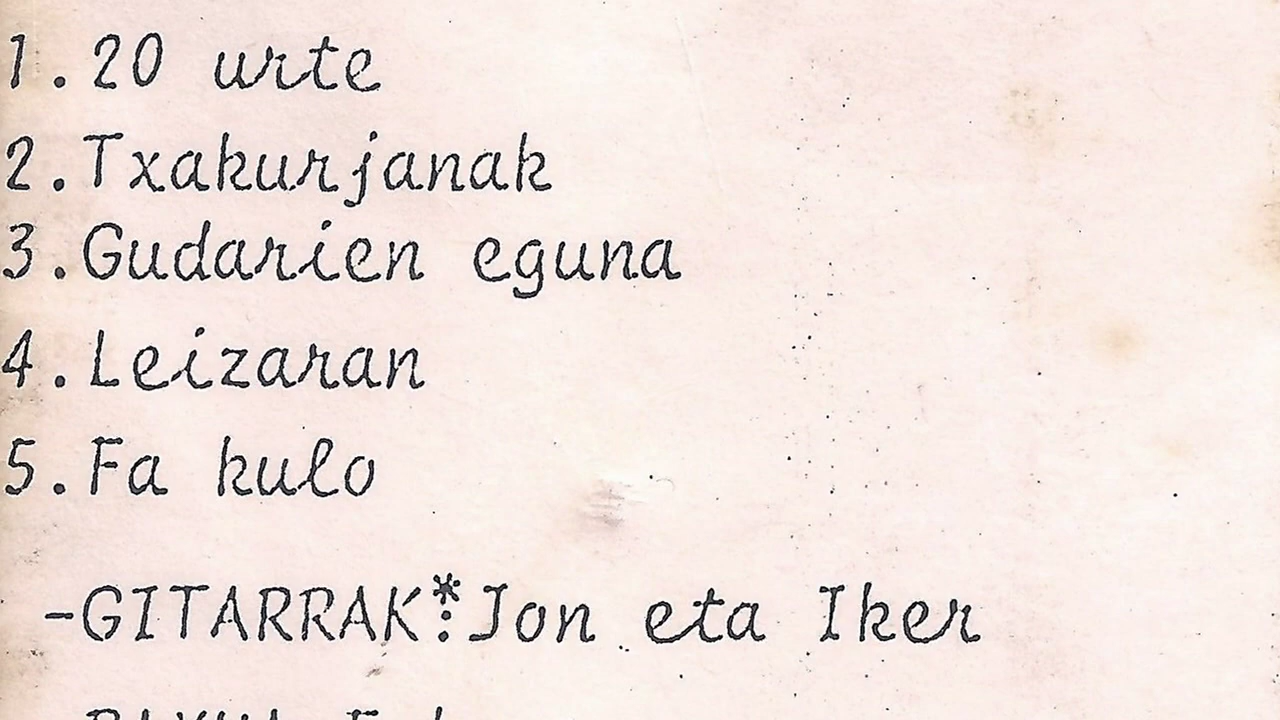 1.20 urte
2.Txakurjanak
3.Gudarien eguna
4.Leizaran
5.Fa kulo
-GITARRAK*:Jon eta Iker